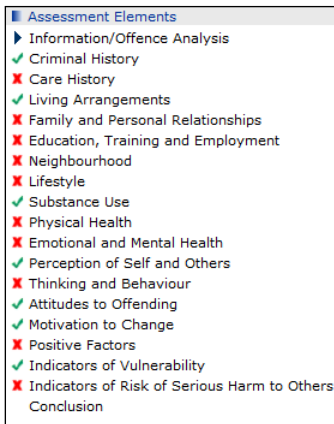 Assessment Elements
Information/Offence Analysis
Criminal History
Care History
Living Arrangements
Family and Personal Relationships
Education, Training and Employment
Neighbourhood
Lifestyle
Substance Use
Physical Health
Emotional and Mental Health
Perception of Self and Others
Thinking and Behaviour
Attitudes to Offending
Motivation to Change
Positive Factors
Indicators of Vulnerability
Indicators of Risk of Serious Harm to Others
Conclusion